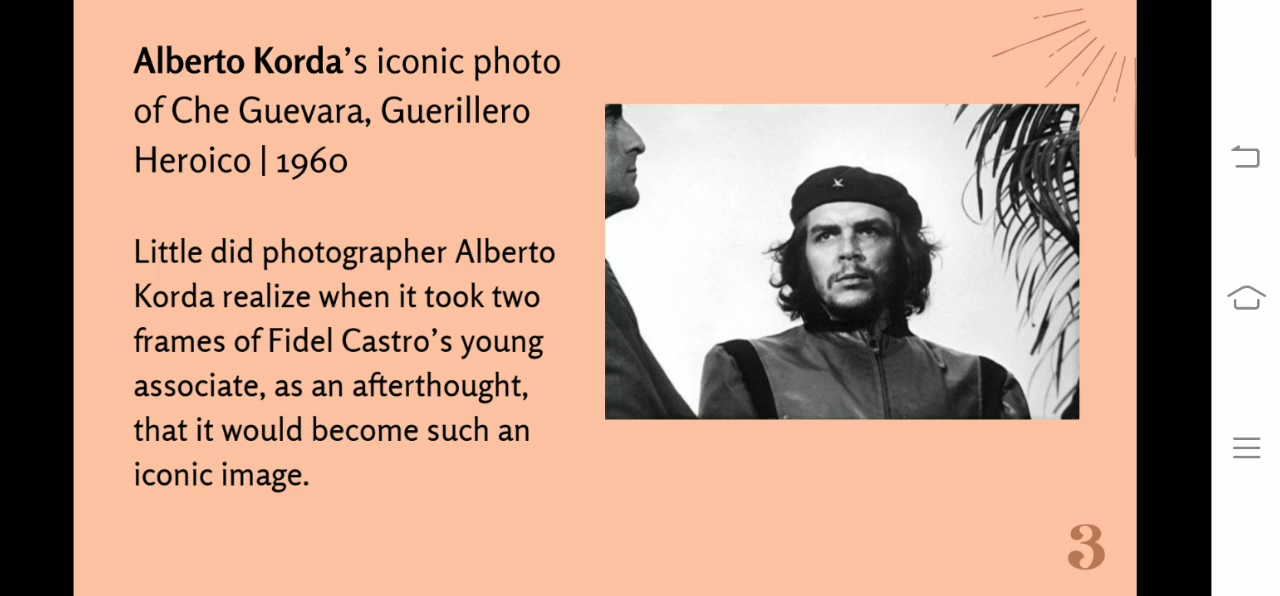 Alberto Korda’s iconic photo
of Che Guevara, Guerillero
Heroico | 1960
Little did photographer Alberto
Korda realize when it took two
frames of Fidel Castro’s young
associate, as an afterthought,
that it would become such an
iconic image.
3